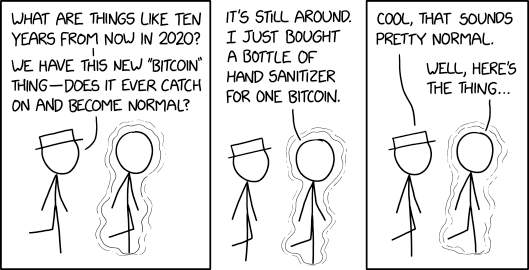 WHAT ARE THINGS LIKE TEN
YEARS FROM NOW IN 2020?
WE HAVE THIS NEW "BITCOIN"
THING—DOES IT EVER CATCH
ON AND BECOME NORMAL?
IT'S STILL AROUND.
I JUST BOUGHT
A BOTTLE OF
HAND SANITIZER
FOR ONE BITCOIN.
COOL, THAT SOUNDS
PRETTY NORMAL.
WELL, HERE'S
THE THING...